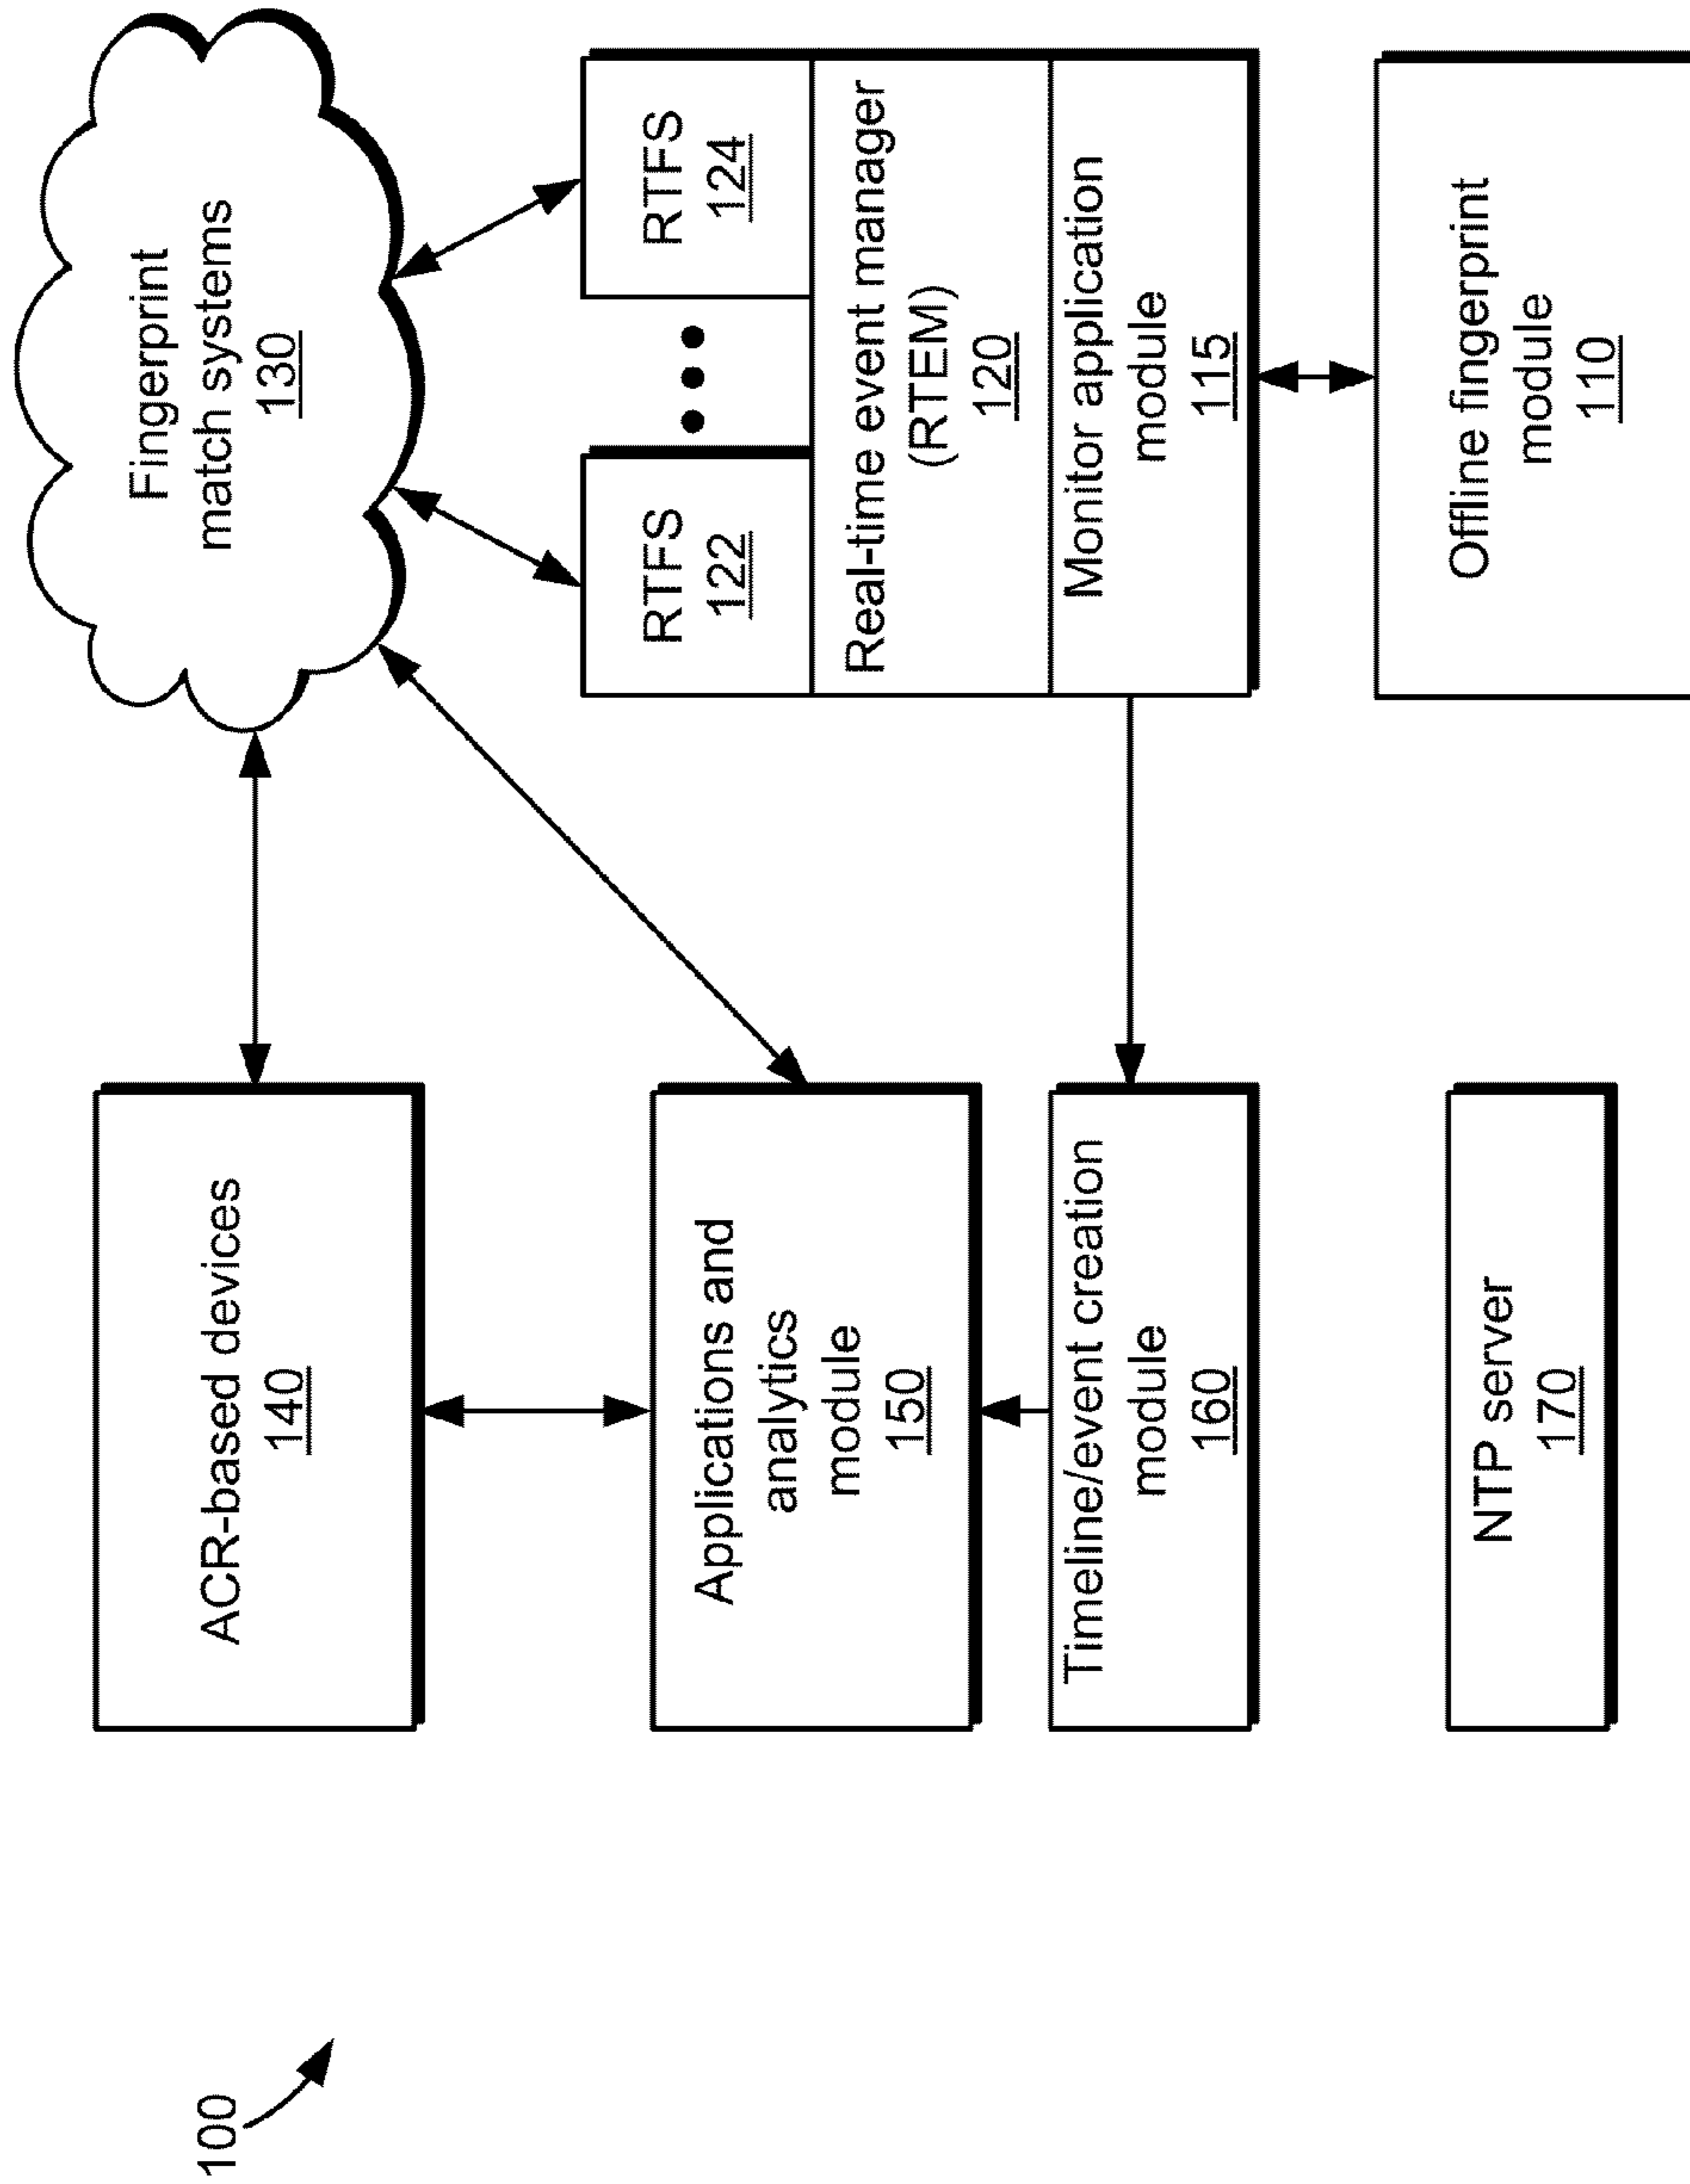 100
ACR-based devices
140
Fingerprint
match systems
130
Applications and
analytics
module
150
RTFS
122
RTFS
124
Real-time event manager
(RTEM)
120
Timeline/event creation
module
160
Monitor application
module
115
NTP server
170
Offline fingerprint
module
110